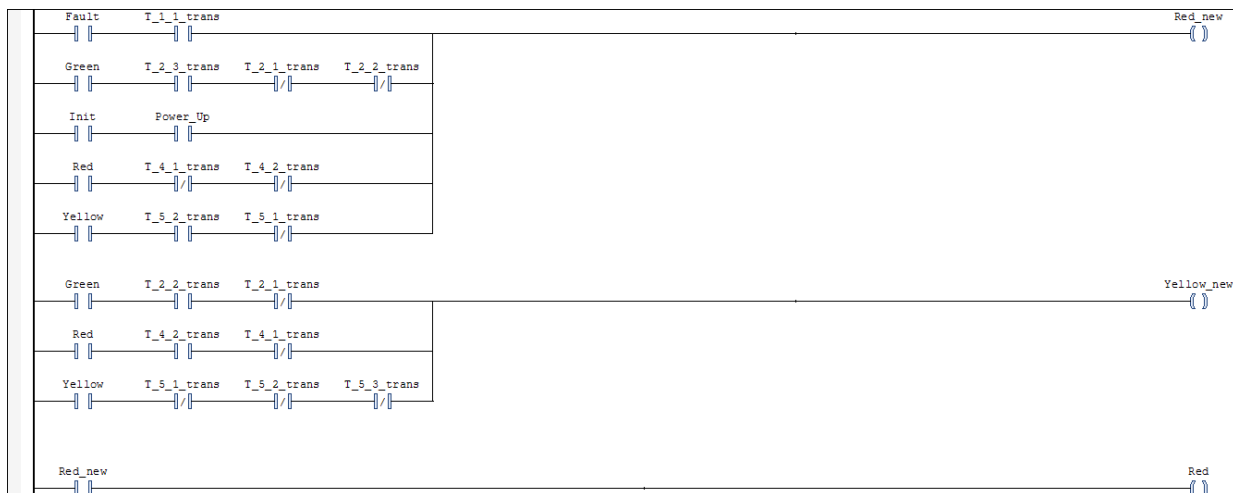 Fault T_1_1_trans Red_new
Green T_2_3_trans T_2_1_trans T_2_2_trans
Init Power_Up
Red T_4_1_trans T_4_2_trans
Yellow T_5_2_trans T_5_1_trans
Green T_2_2_trans T_2_1_trans Yellow_new
Red T_4_2_trans T_4_1_trans
Yellow T_5_1_trans T_5_2_trans T_5_3_trans
Red_new Red